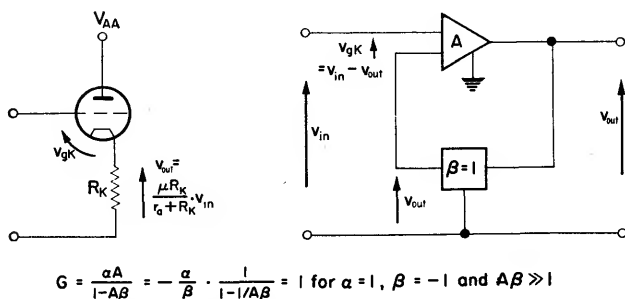 V_AA
v_gK
R_K
v_out =
μR_K / (r_a + R_K) · v_in
A
v_gK
= v_in − v_out
v_in
v_out
β = 1
v_out
G = αA / (1−Aβ) = − α/β · 1 / (1−1/Aβ) = 1 for α = 1, β = −1 and Aβ ≫ 1